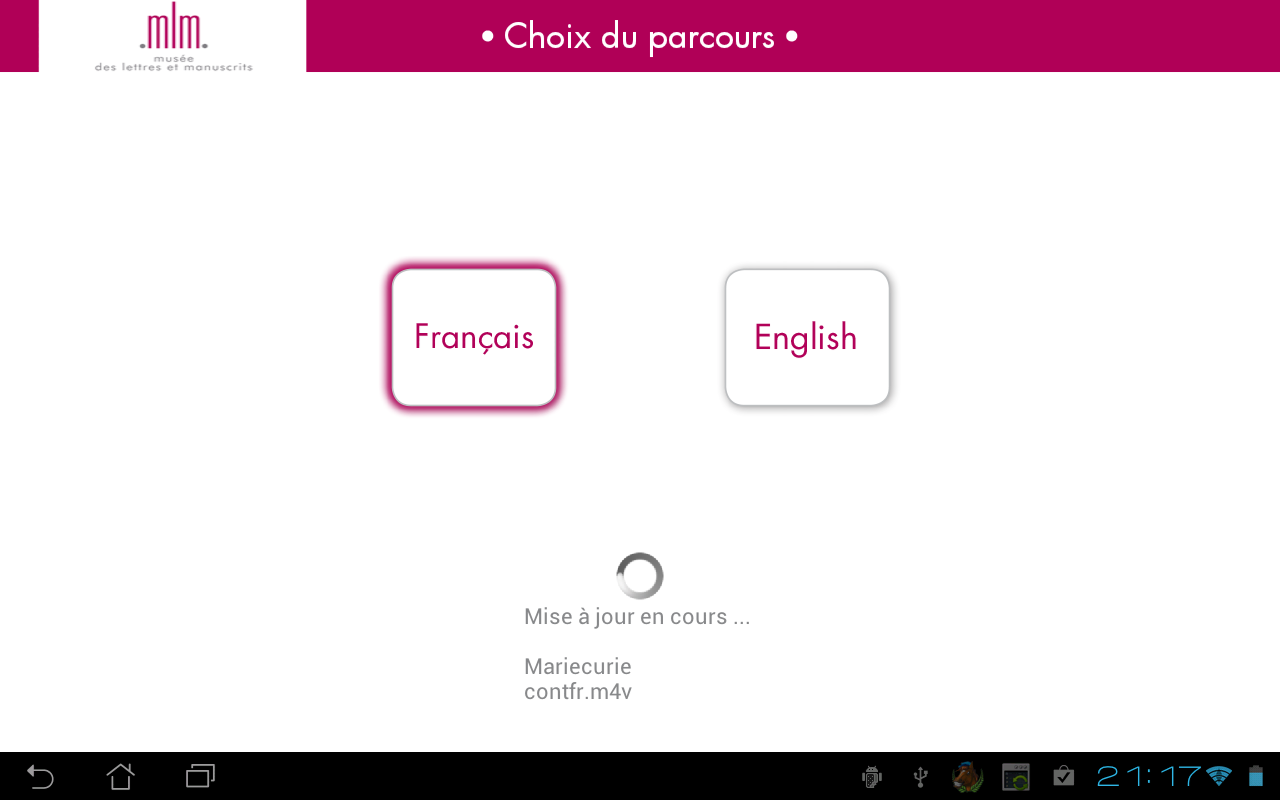 .mlm.
musée
des lettres et manuscrits
• Choix du parcours •
Français
English
Mise à jour en cours ...
Mariecurie
contfr.m4v
21:17